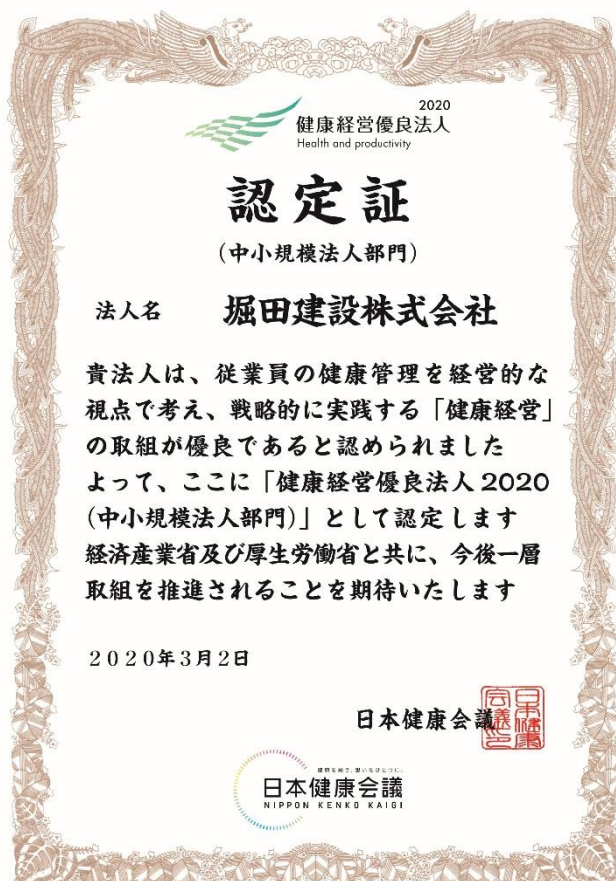 2020
健康経営優良法人
Health and productivity
認定証
(中小規模法人部門)
法人名 堀田建設株式会社
貴法人は、従業員の健康管理を経営的な
視点で考え、戦略的に実践する「健康経営」
の取組が優良であると認められました
よって、ここに「健康経営優良法人2020
(中小規模法人部門)」として認定します
経済産業省及び厚生労働省と共に、今後一層
取組を推進されることを期待いたします
2020年3月2日
日本健康会議
日本健康会議之印
日本健康会議
NIPPON KENKO KAIGI